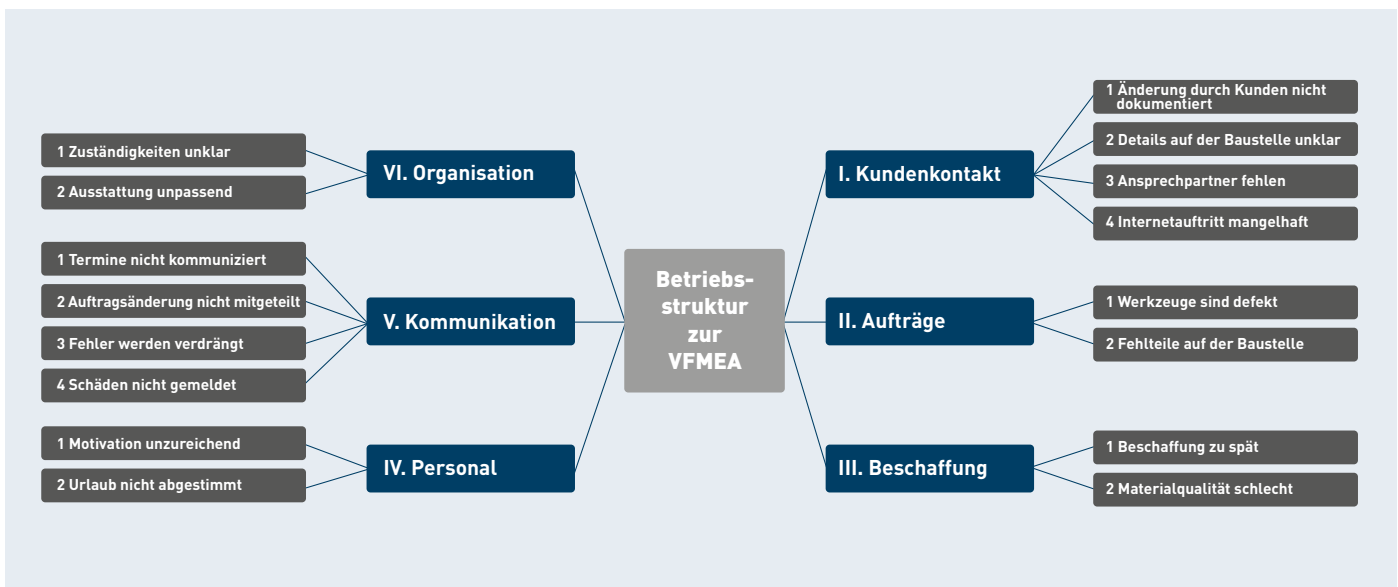 Betriebs-
struktur
zur
VFMEA
I. Kundenkontakt
1 Änderung durch Kunden nicht
dokumentiert
2 Details auf der Baustelle unklar
3 Ansprechpartner fehlen
4 Internetauftritt mangelhaft
II. Aufträge
1 Werkzeuge sind defekt
2 Fehlteile auf der Baustelle
III. Beschaffung
1 Beschaffung zu spät
2 Materialqualität schlecht
IV. Personal
1 Motivation unzureichend
2 Urlaub nicht abgestimmt
V. Kommunikation
1 Termine nicht kommuniziert
2 Auftragsänderung nicht mitgeteilt
3 Fehler werden verdrängt
4 Schäden nicht gemeldet
VI. Organisation
1 Zuständigkeiten unklar
2 Ausstattung unpassend